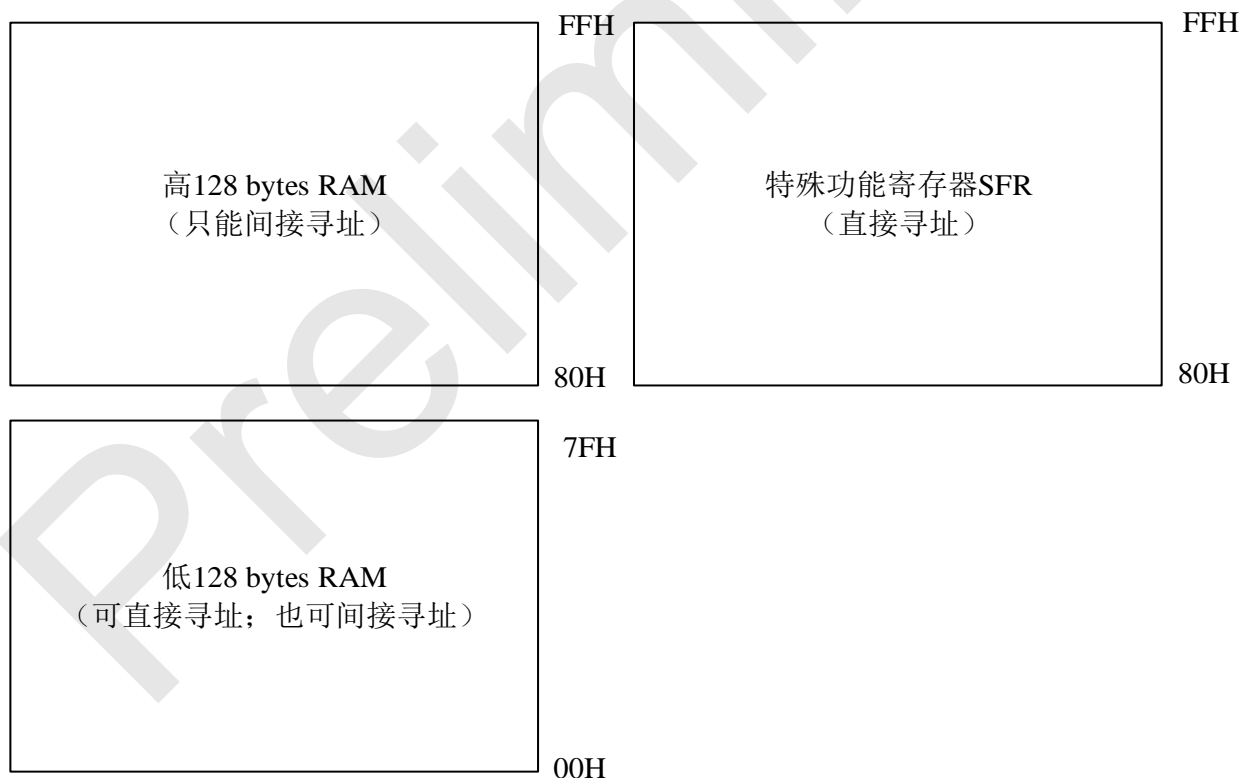 FFH
高128 bytes RAM
（只能间接寻址）
80H
FFH
特殊功能寄存器SFR
（直接寻址）
80H
7FH
低128 bytes RAM
（可直接寻址；也可间接寻址）
00H
Prelim